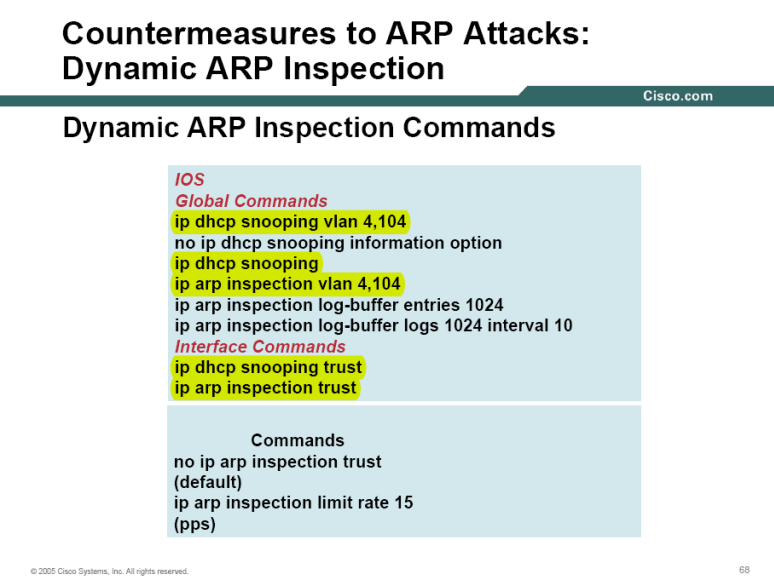 Countermeasures to ARP Attacks:
Dynamic ARP Inspection
Cisco.com
Dynamic ARP Inspection Commands
IOS
Global Commands
ip dhcp snooping vlan 4,104
no ip dhcp snooping information option
ip dhcp snooping
ip arp inspection vlan 4,104
ip arp inspection log-buffer entries 1024
ip arp inspection log-buffer logs 1024 interval 10
Interface Commands
ip dhcp snooping trust
ip arp inspection trust
Commands
no ip arp inspection trust
(default)
ip arp inspection limit rate 15
(pps)
© 2005 Cisco Systems, Inc. All rights reserved.
68